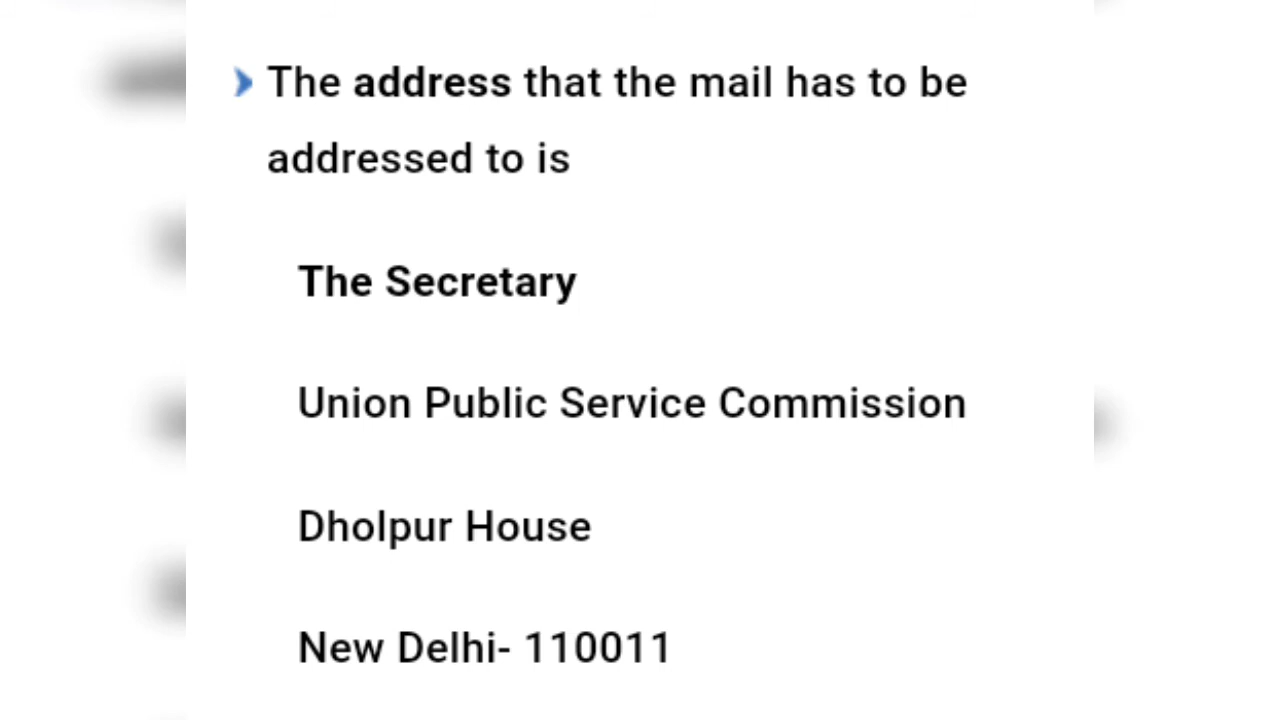 The address that the mail has to be
addressed to is
The Secretary
Union Public Service Commission
Dholpur House
New Delhi- 110011